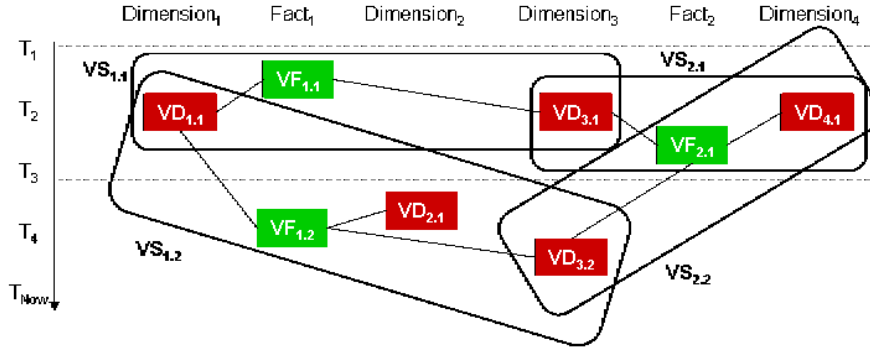 Dimension₁ Fact₁ Dimension₂ Dimension₃ Fact₂ Dimension₄
T₁
VS₁.₁ VF₁.₁ VS₂.₁
T₂ VD₁.₁ VD₃.₁ VD₄.₁
VF₂.₁
T₃
VD₂.₁
T₄ VF₁.₂
VS₁.₂ VD₃.₂
VS₂.₂
T_Now